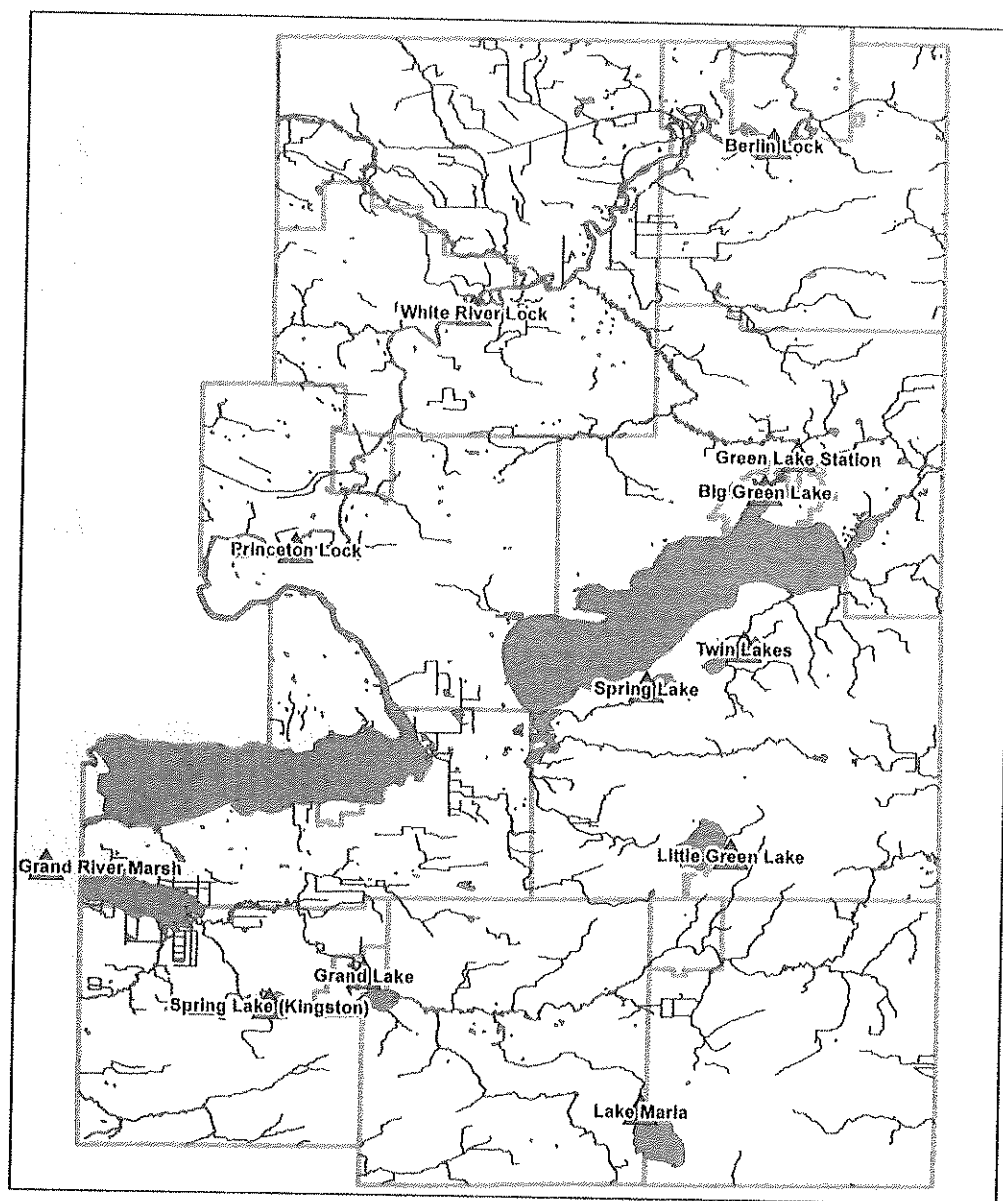 Berlin Lock
White River Lock
Green Lake Station
Big Green Lake
Princeton Lock
Twin Lakes
Spring Lake
Little Green Lake
Grand River Marsh
Grand Lake
Spring Lake (Kingston)
Lake Maria